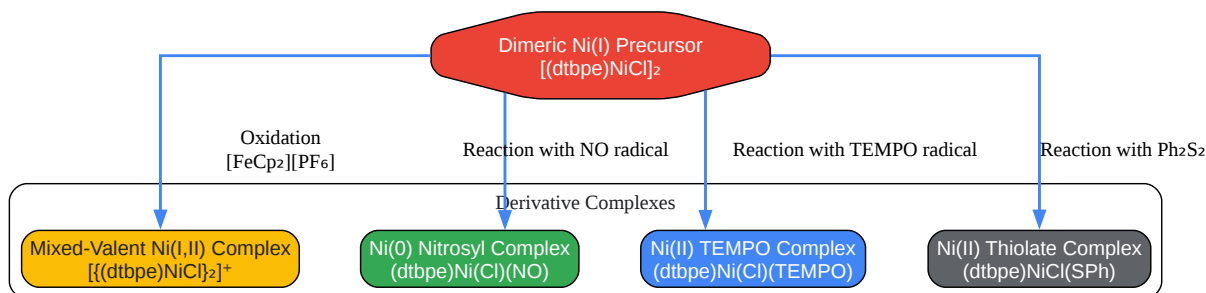 Dimeric Ni(I) Precursor
[(dtbpe)NiCl]₂
Oxidation
[FeCp₂][PF₆]
Reaction with NO radical
Reaction with TEMPO radical
Reaction with Ph₂S₂
Derivative Complexes
Mixed-Valent Ni(I,II) Complex
[{(dtbpe)NiCl}₂]⁺
Ni(0) Nitrosyl Complex
(dtbpe)Ni(Cl)(NO)
Ni(II) TEMPO Complex
(dtbpe)Ni(Cl)(TEMPO)
Ni(II) Thiolate Complex
(dtbpe)NiCl(SPh)